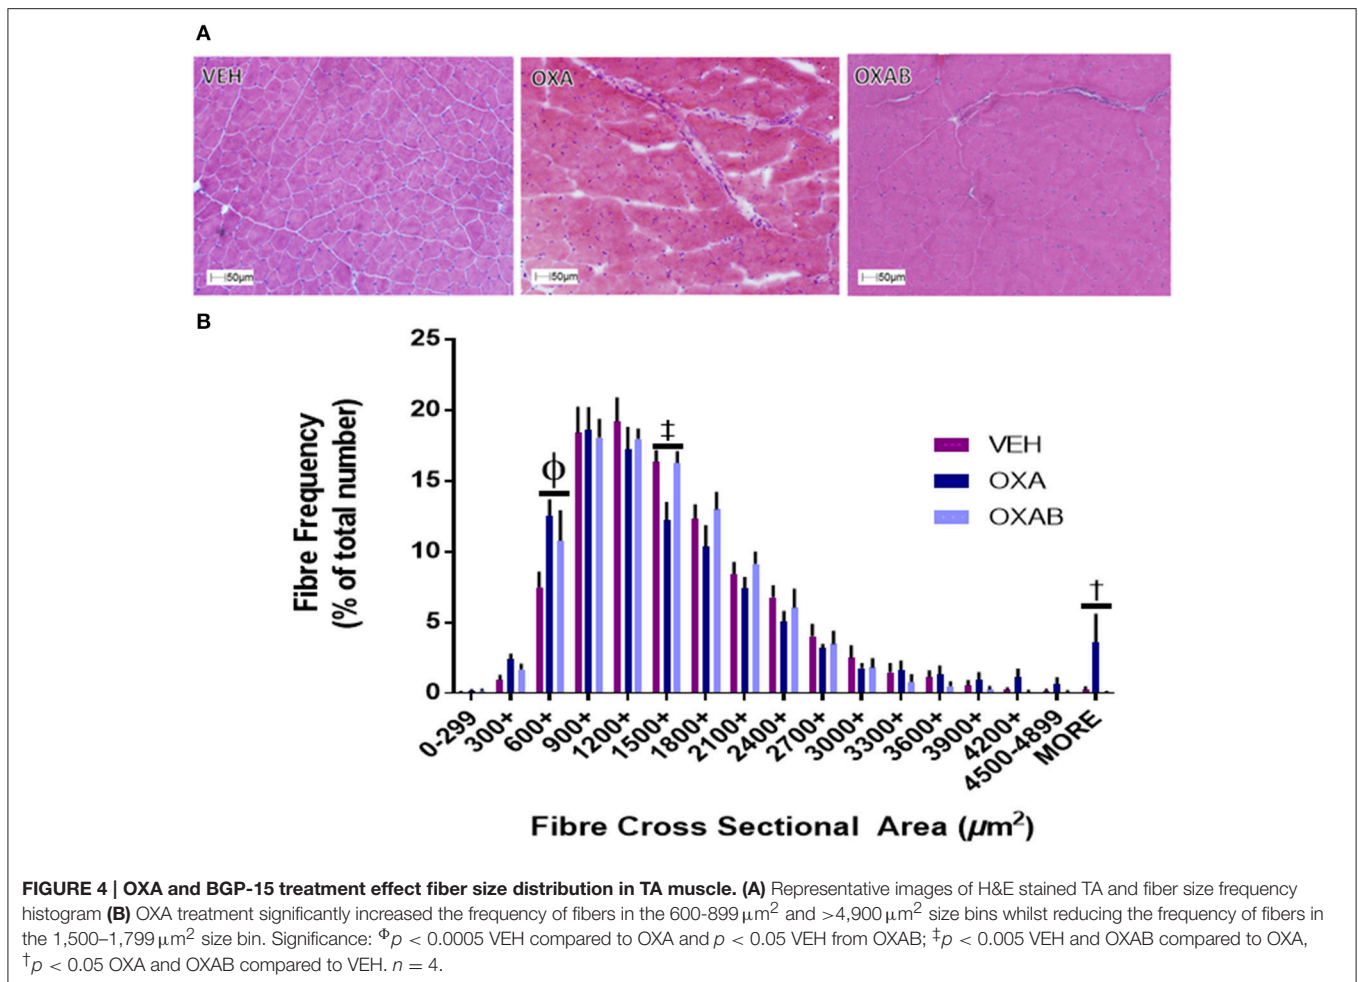 A
VEH
OXA
OXAB
50µm
50µm
50µm
B
25
20
15
10
5
0
Fibre Frequency
(% of total number)
ϕ
‡
†
VEH
OXA
OXAB
0-299
300+
600+
900+
1200+
1500+
1800+
2100+
2400+
2700+
3000+
3300+
3600+
3900+
4200+
4500-4899
MORE
Fibre Cross Sectional Area (µm²)
FIGURE 4 | OXA and BGP-15 treatment effect fiber size distribution in TA muscle. (A) Representative images of H&E stained TA and fiber size frequency
histogram (B) OXA treatment significantly increased the frequency of fibers in the 600-899 µm² and >4,900 µm² size bins whilst reducing the frequency of fibers in
the 1,500–1,799 µm² size bin. Significance: Φp < 0.0005 VEH compared to OXA and p < 0.05 VEH from OXAB; ‡p < 0.005 VEH and OXAB compared to OXA,
†p < 0.05 OXA and OXAB compared to VEH. n = 4.